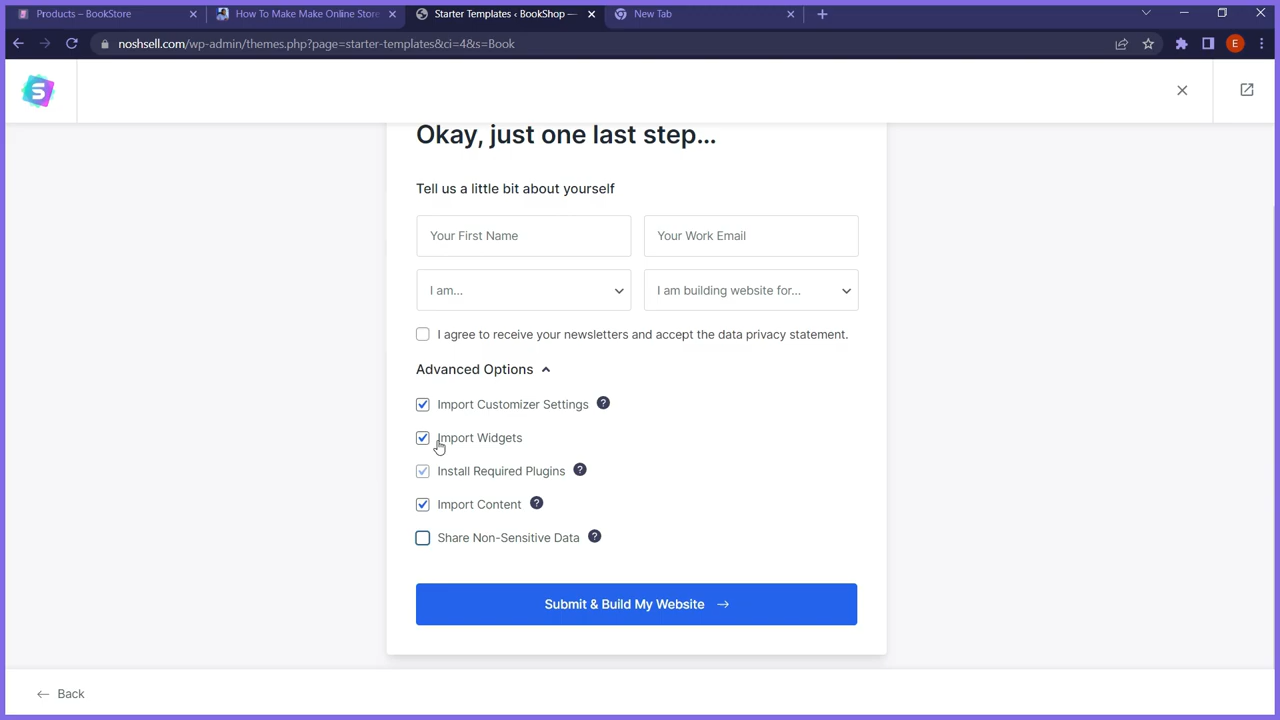 Products – BookStore
How To Make Make Online Store
Starter Templates ‹ BookShop —
New Tab
noshsell.com/wp-admin/themes.php?page=starter-templates&ci=4&s=Book
E
S
Okay, just one last step...
Tell us a little bit about yourself
Your First Name
Your Work Email
I am...
I am building website for...
I agree to receive your newsletters and accept the data privacy statement.
Advanced Options
Import Customizer Settings ?
Import Widgets
Install Required Plugins ?
Import Content ?
Share Non-Sensitive Data ?
Submit & Build My Website →
← Back